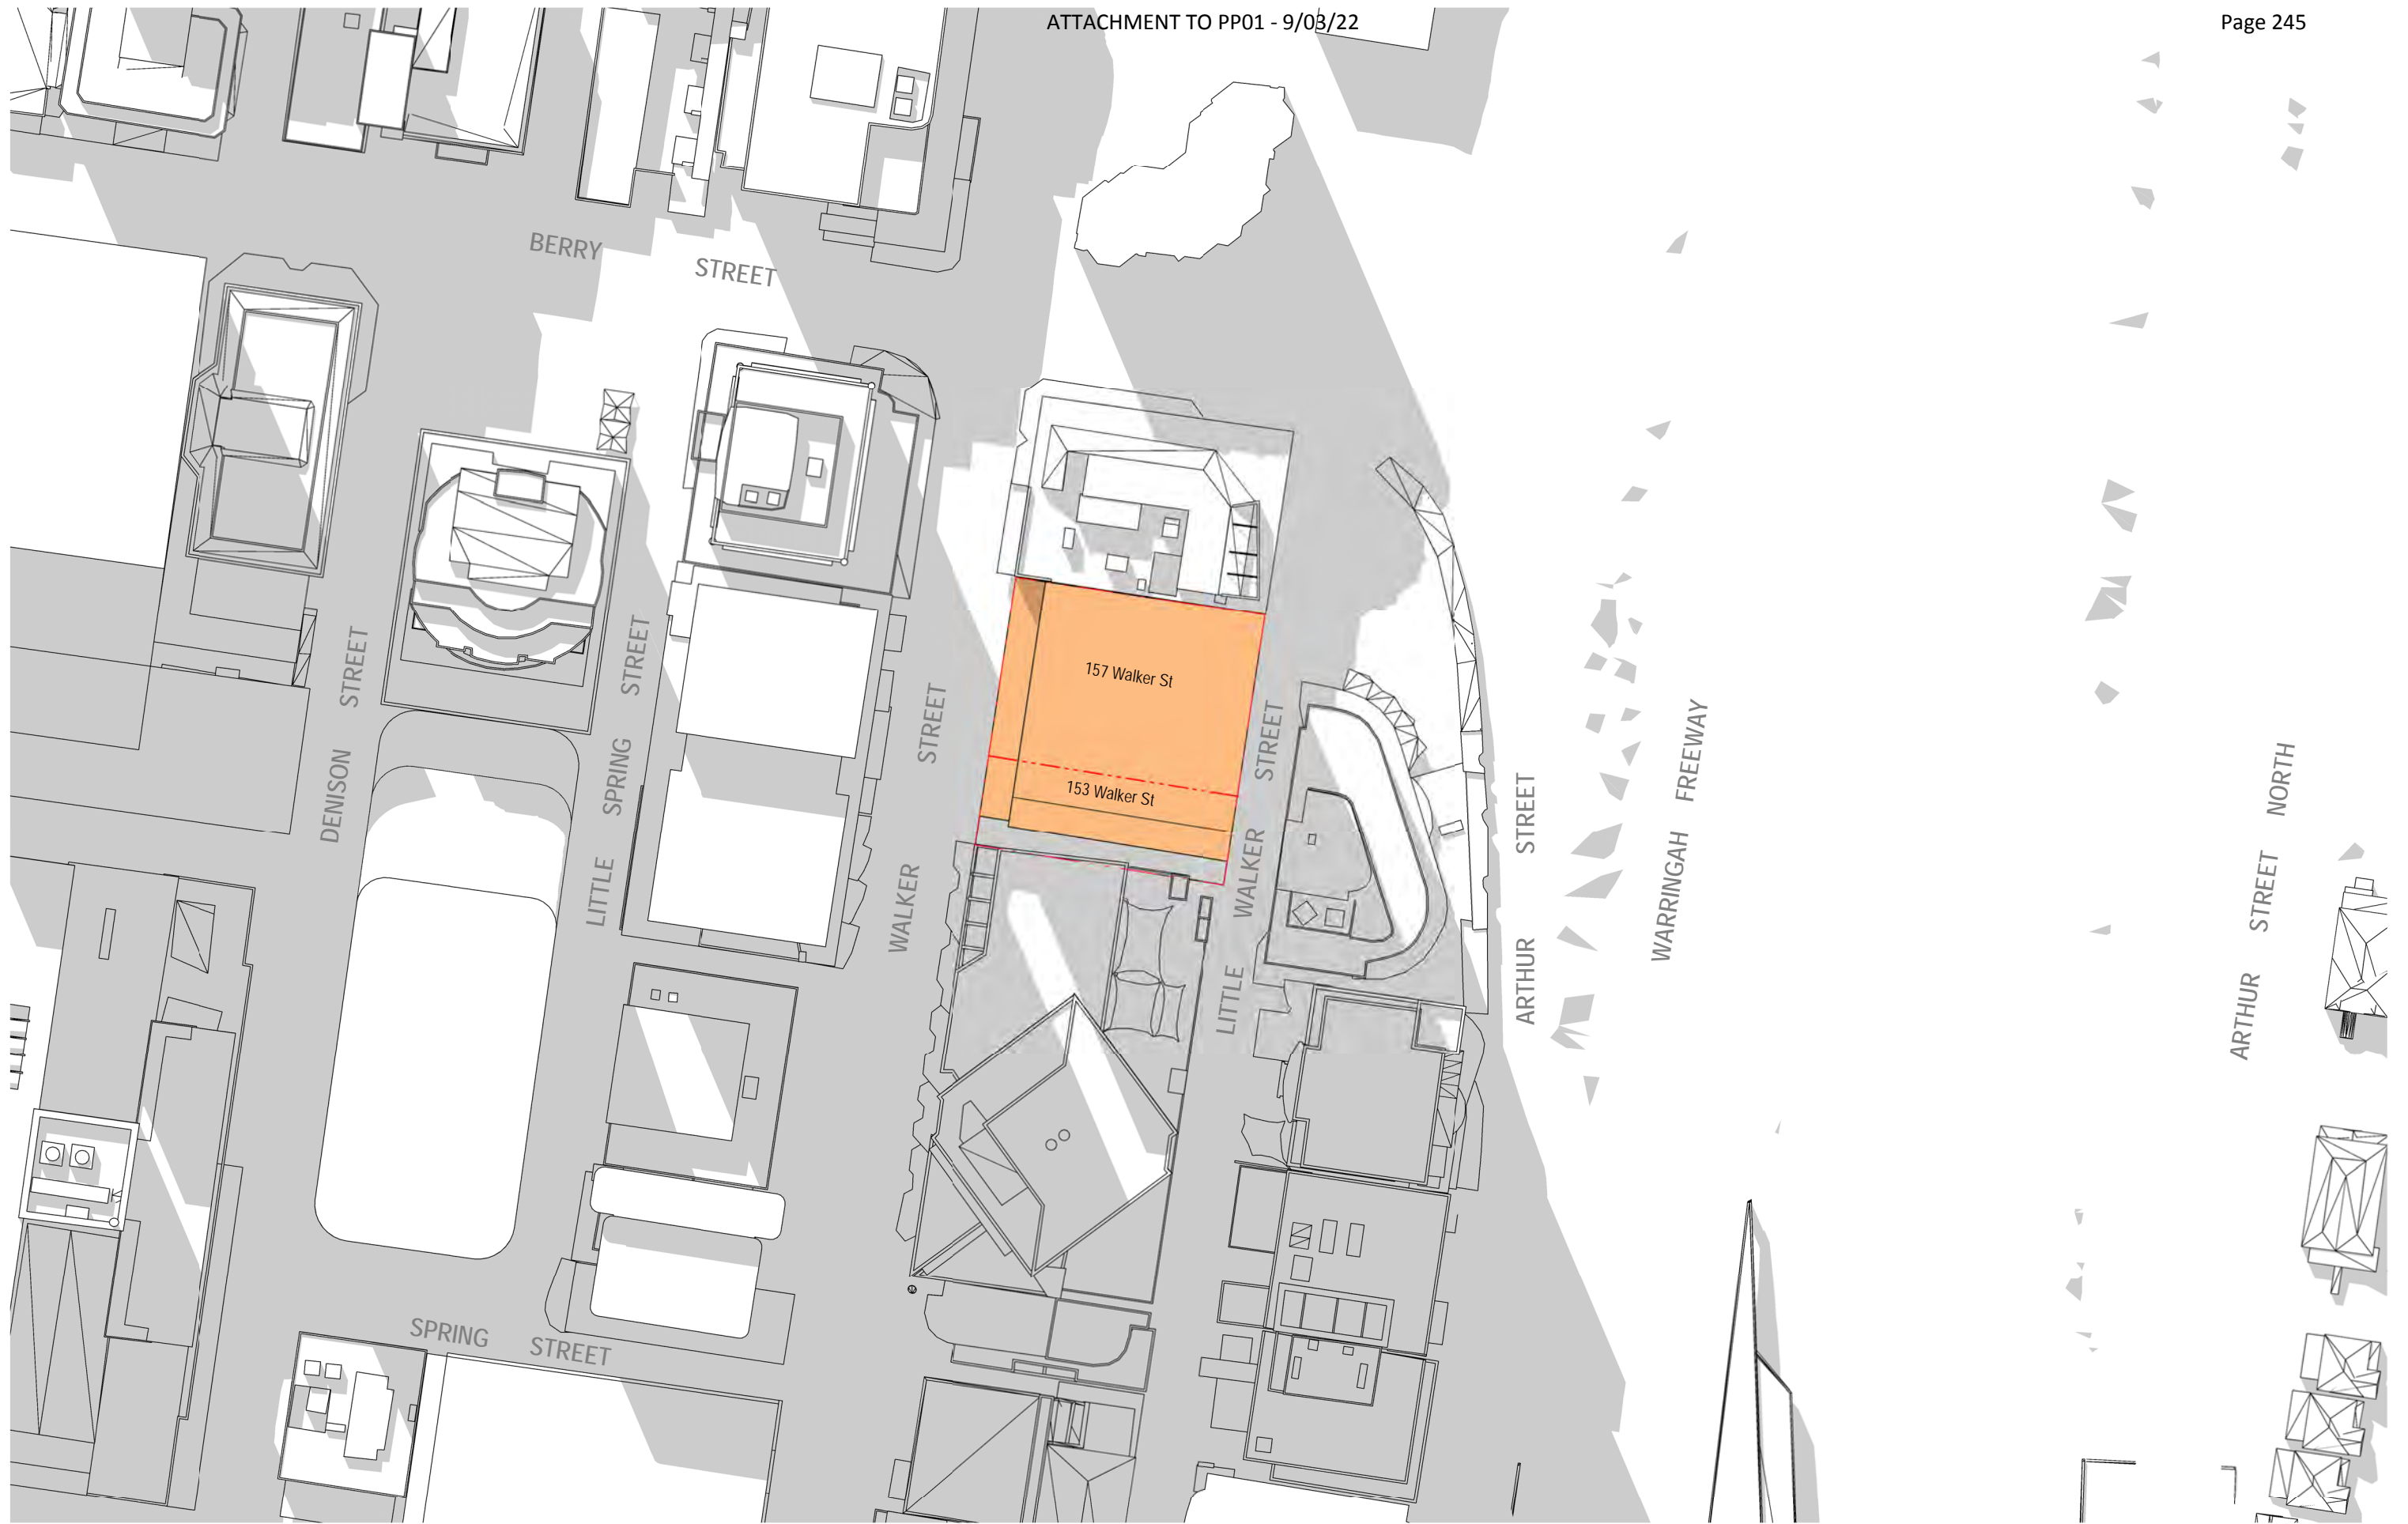 ATTACHMENT TO PP01 - 9/03/22
Page 245
BERRY
STREET
157 Walker St
153 Walker St
DENISON
STREET
LITTLE
SPRING
STREET
WALKER
STREET
LITTLE
WALKER
STREET
ARTHUR
STREET
WARRINGAH
FREEWAY
ARTHUR
STREET
NORTH
SPRING
STREET